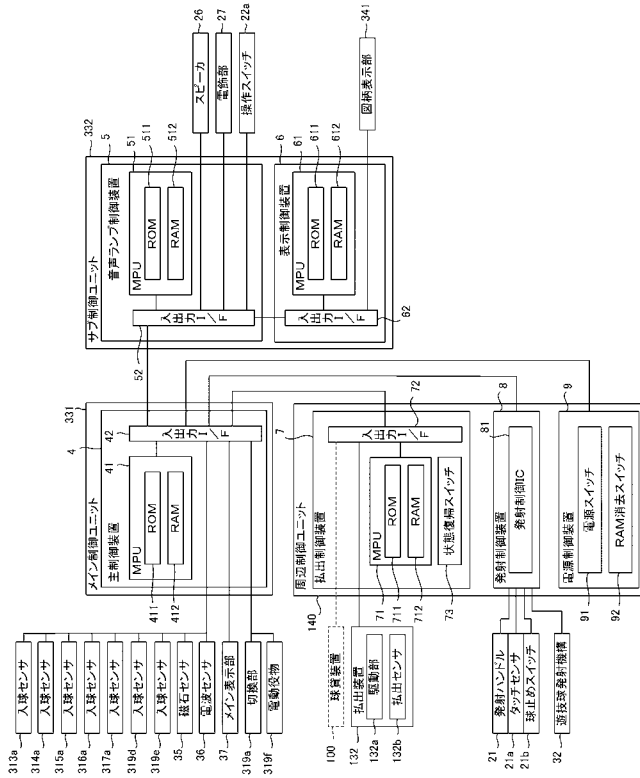 26
スピーカ
27
電飾部
22a
操作スイッチ
341
図柄表示部
332
サブ制御ユニット
5
音声ランプ制御装置
51
MPU
511
ROM
512
RAM
入出力I/F
52
6
表示制御装置
61
MPU
611
ROM
612
RAM
入出力I/F
62
331
メイン制御ユニット
4
主制御装置
41
MPU
ROM
411
RAM
412
42
入出力I/F
周辺制御ユニット
140
7
払出制御装置
72
入出力I/F
MPU
71
ROM
711
RAM
712
状態復帰スイッチ
73
8
発射制御装置
81
発射制御IC
9
電源制御装置
電源スイッチ
91
RAM消去スイッチ
92
入球センサ
313a
入球センサ
314a
入球センサ
315a
入球センサ
316a
入球センサ
317a
入球センサ
319d
入球センサ
319e
磁石センサ
35
電波センサ
36
メイン表示部
37
切換部
319a
電動役物
319f
球貸装置
100
払出装置
132
駆動部
132a
払出センサ
132b
発射ハンドル
21
タッチセンサ
21a
球止めスイッチ
21b
遊技球発射機構
32